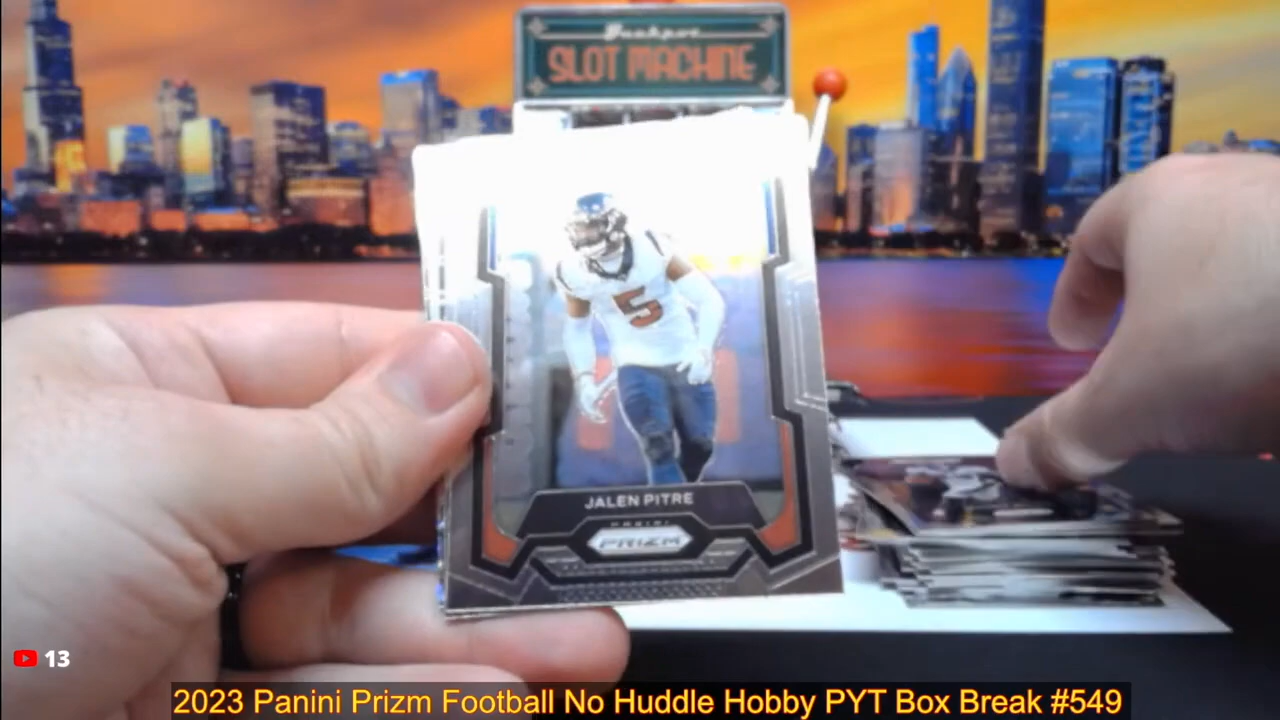 Jackpot
SLOT MACHINE
5
JALEN PITRE
PANINI
PRIZM
13
2023 Panini Prizm Football No Huddle Hobby PYT Box Break #549